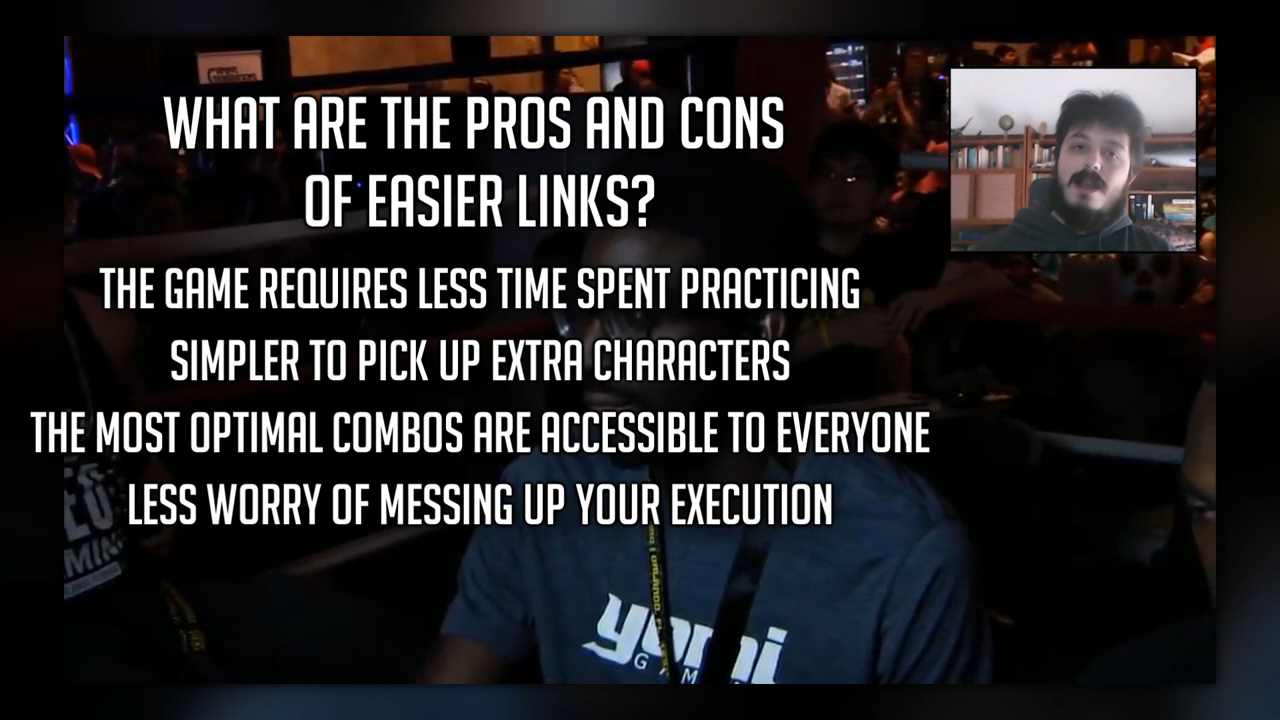 WHAT ARE THE PROS AND CONS
OF EASIER LINKS?
THE GAME REQUIRES LESS TIME SPENT PRACTICING
SIMPLER TO PICK UP EXTRA CHARACTERS
THE MOST OPTIMAL COMBOS ARE ACCESSIBLE TO EVERYONE
LESS WORRY OF MESSING UP YOUR EXECUTION
yomi